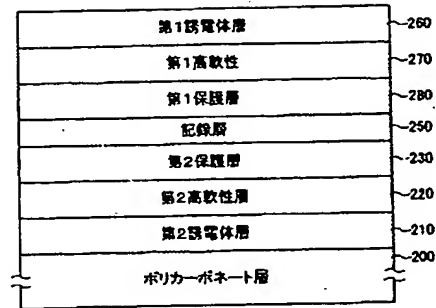 第1誘電体層 260
第1高軟性 270
第1保護層 280
記録層 250
第2保護層 230
第2高軟性層 220
第2誘電体層 210
200
ポリカーボネート層